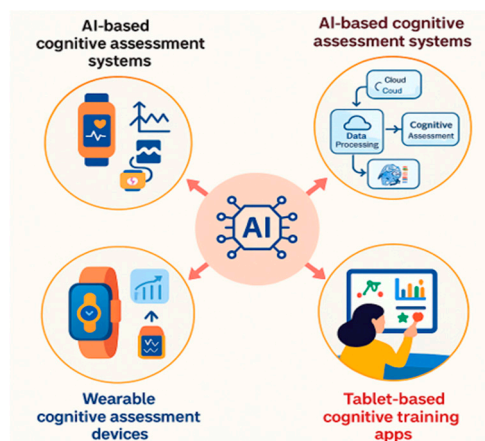 AI-based
cognitive assessment
systems
AI-based cognitive
assessment systems
Cloud
Coud
Data
Processing
Cognitive
Assessment
AI
Wearable
cognitive assessment
devices
Tablet-based
cognitive training
apps